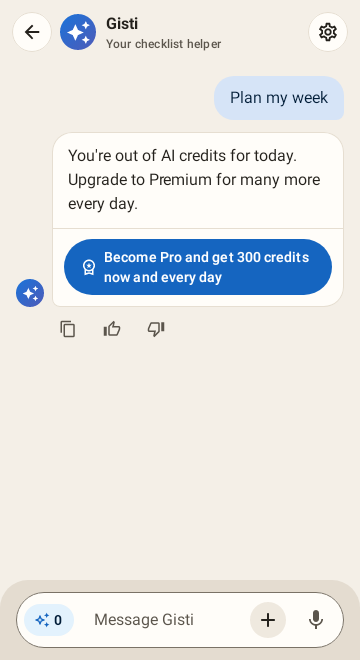 Gisti
Your checklist helper
Plan my week
You're out of AI credits for today.
Upgrade to Premium for many more
every day.
Become Pro and get 300 credits
now and every day
0
Message Gisti